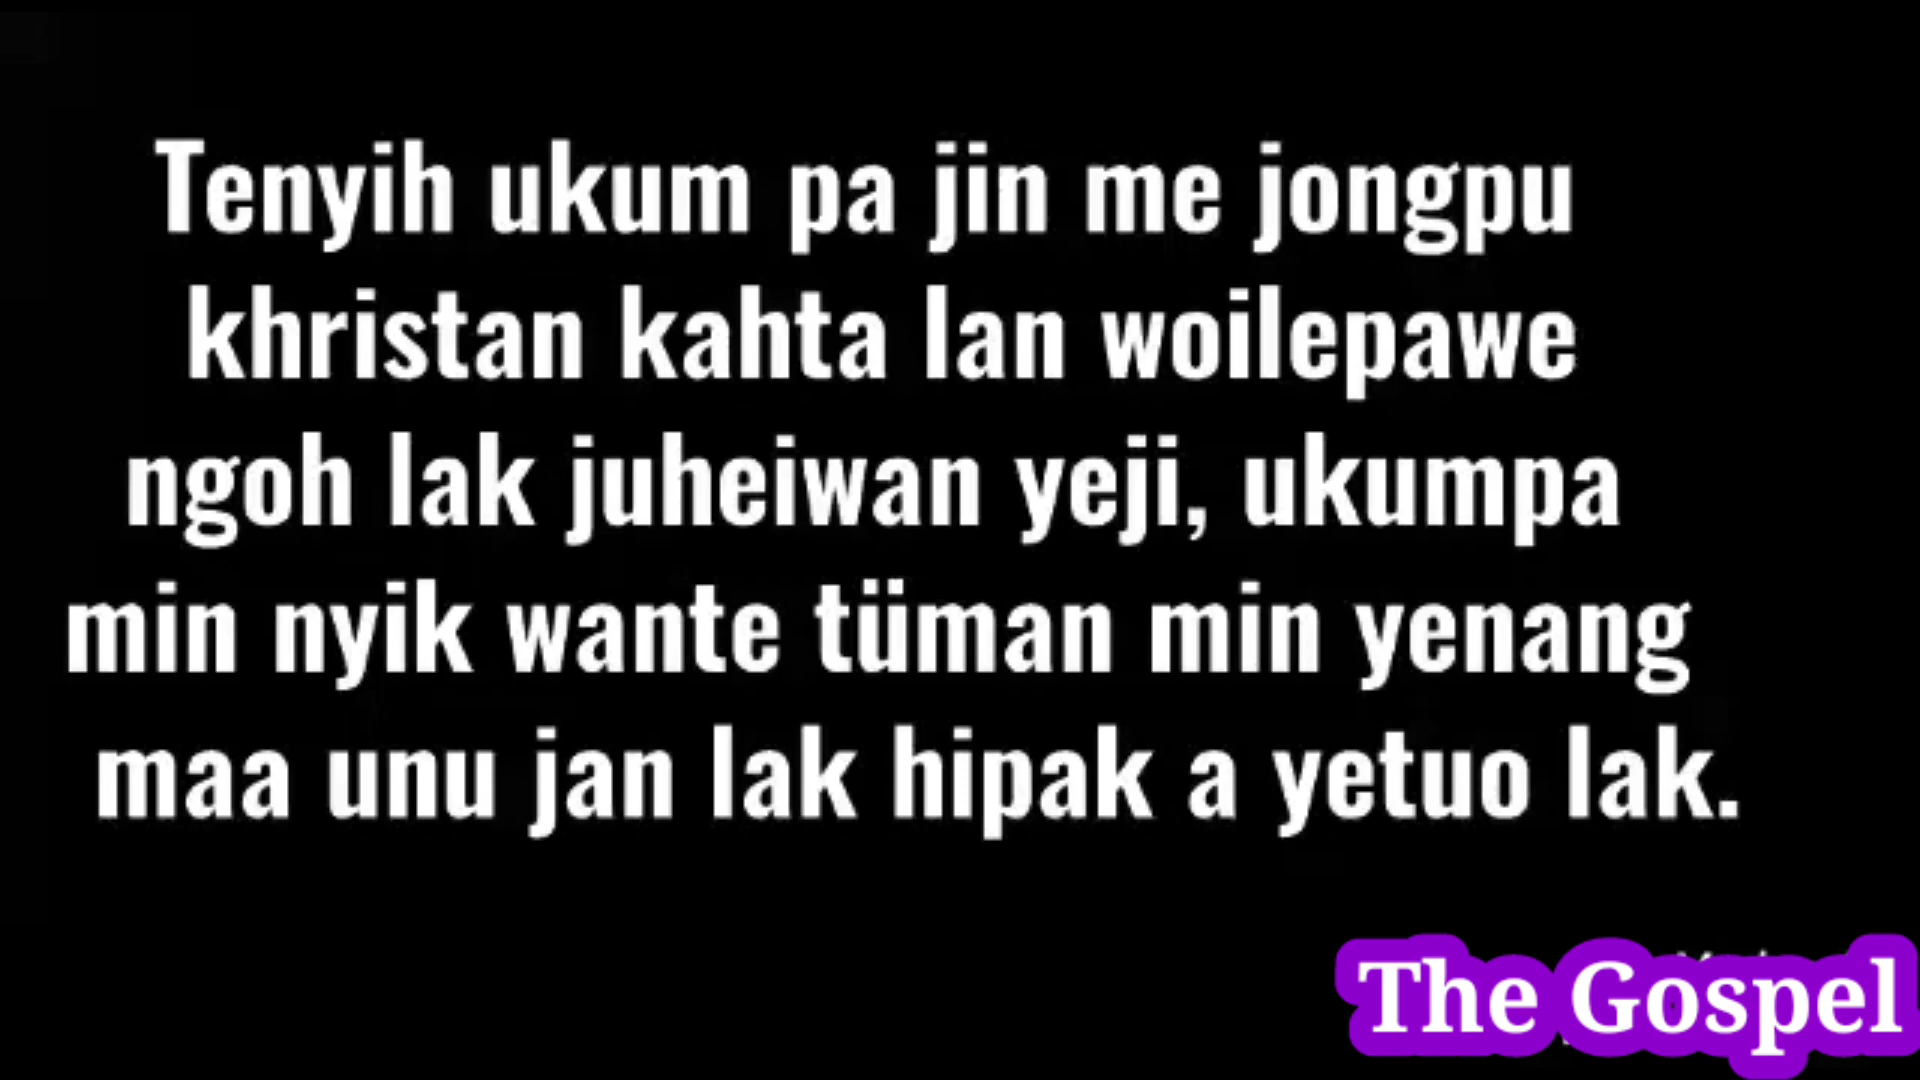 Tenyih ukum pa jin me jongpu
khristan kahta lan woilepawe
ngoh lak juheiwan yeji, ukumpa
min nyik wante tüman min yenang
maa unu jan lak hipak a yetuo lak.
The Gospel